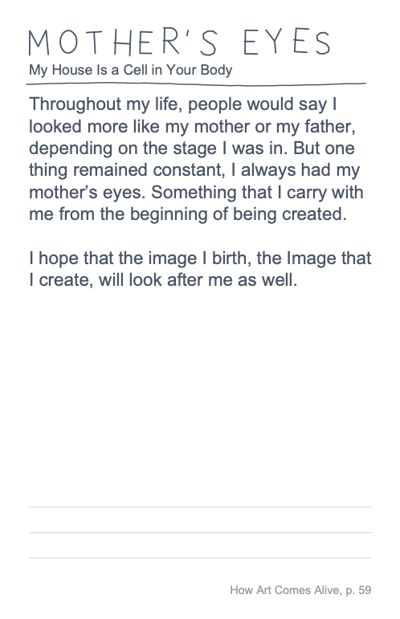 MOTHER'S EYES
My House Is a Cell in Your Body
Throughout my life, people would say I
looked more like my mother or my father,
depending on the stage I was in. But one
thing remained constant, I always had my
mother’s eyes. Something that I carry with
me from the beginning of being created.
I hope that the image I birth, the Image that
I create, will look after me as well.
How Art Comes Alive, p. 59